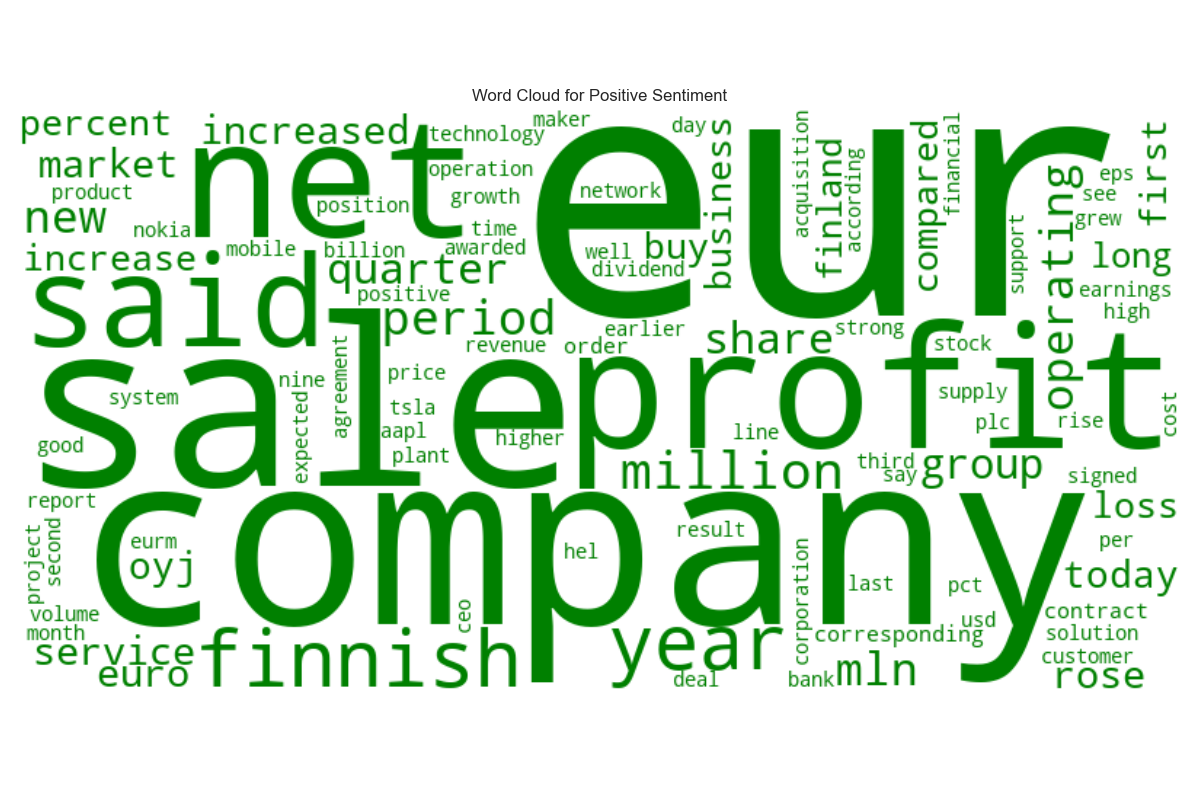 Word Cloud for Positive Sentiment
percent
increased
technology
maker
day
eur
business
acquisition
finland
according
compared
financial
first
market
net
operation
product
growth
network
position
new
nokia
time
mobile
billion
awarded
well
buy
dividend
support
operating
eps
see
grew
long
increase
quarter
said
positive
period
earnings
high
earlier
share
strong
revenue
order
stock
sale
profit
system
nine
expected
agreement
price
tsla
aapl
plant
higher
line
supply
plc
rise
cost
good
million
third
say
group
signed
report
company
loss
project
second
eurm
oyj
hel
result
last
pct
per
today
volume
month
ceo
corporation
usd
contract
corresponding
solution
service
finnish
year
customer
euro
deal
bank
mln
rose